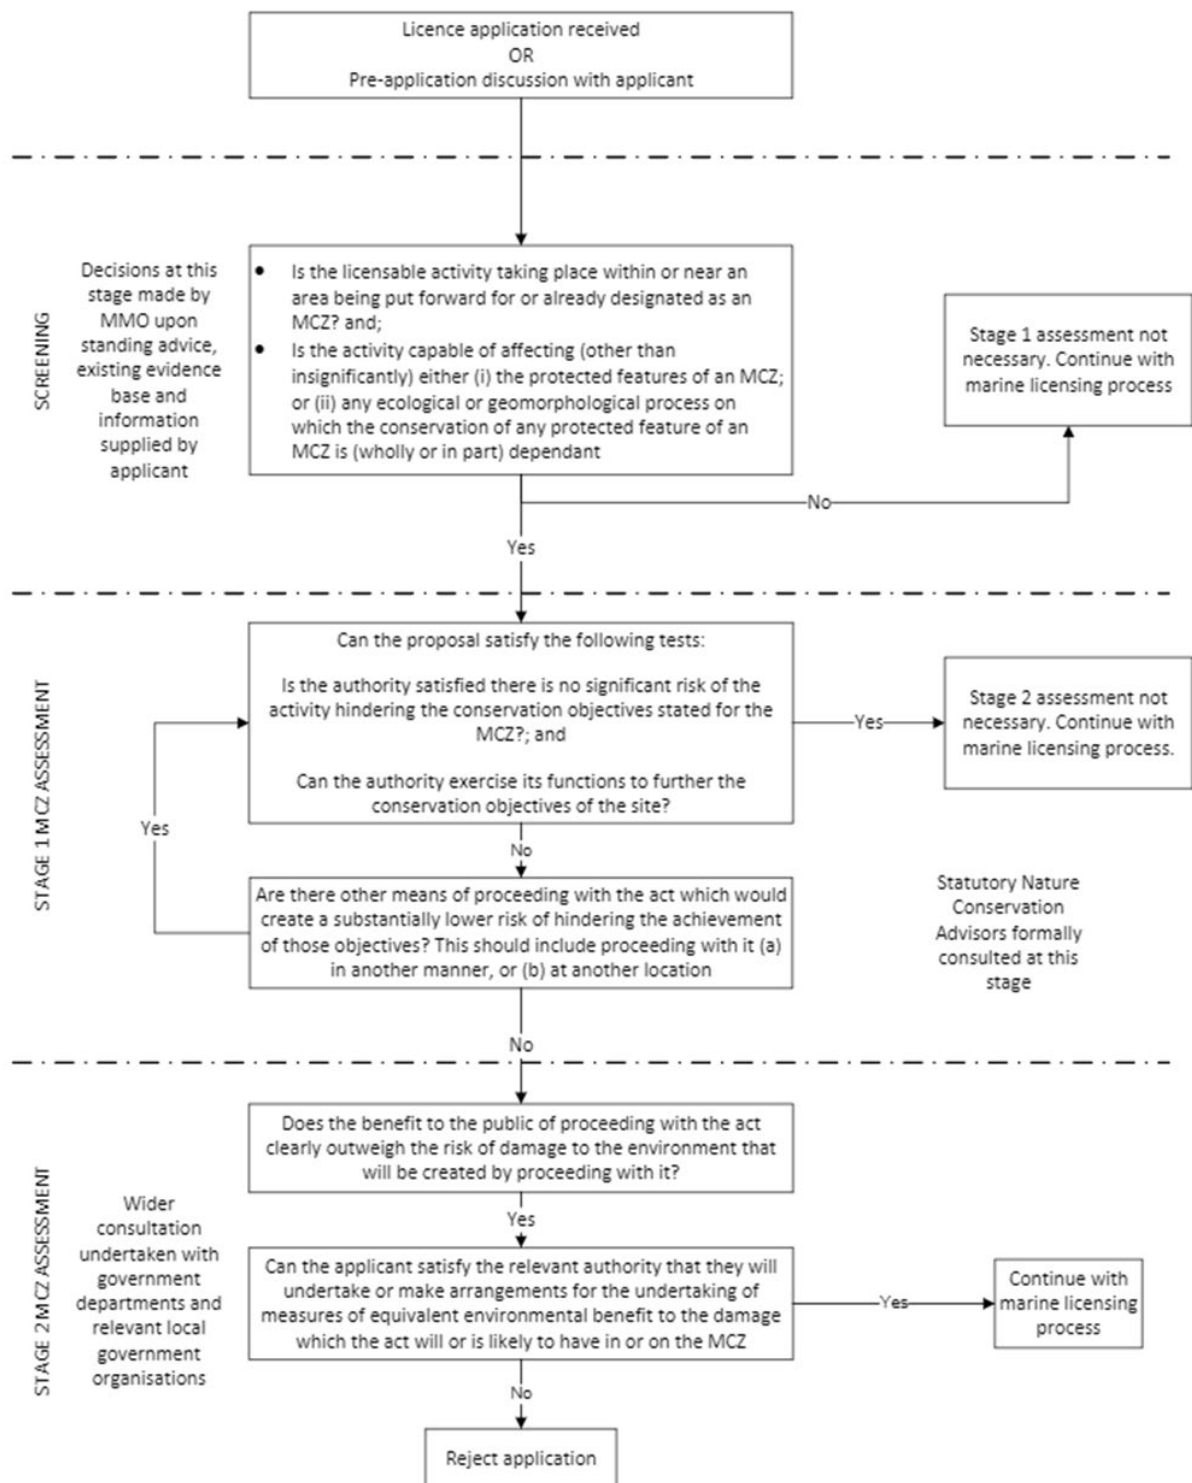 Licence application received
OR
Pre-application discussion with applicant
SCREENING
Decisions at this
stage made by
MMO upon
standing advice,
existing evidence
base and
information
supplied by
applicant
• Is the licensable activity taking place within or near an
area being put forward for or already designated as an
MCZ? and;
• Is the activity capable of affecting (other than
insignificantly) either (i) the protected features of an MCZ;
or (ii) any ecological or geomorphological process on
which the conservation of any protected feature of an
MCZ is (wholly or in part) dependant
Stage 1 assessment not
necessary. Continue with
marine licensing process
No
Yes
STAGE 1 MCZ ASSESSMENT
Can the proposal satisfy the following tests:
Is the authority satisfied there is no significant risk of the
activity hindering the conservation objectives stated for the
MCZ?; and
Can the authority exercise its functions to further the
conservation objectives of the site?
Yes
Stage 2 assessment not
necessary. Continue with
marine licensing process.
Yes
No
Are there other means of proceeding with the act which would
create a substantially lower risk of hindering the achievement
of those objectives? This should include proceeding with it (a)
in another manner, or (b) at another location
Statutory Nature
Conservation
Advisors formally
consulted at this
stage
No
STAGE 2 MCZ ASSESSMENT
Wider
consultation
undertaken with
government
departments and
relevant local
government
organisations
Does the benefit to the public of proceeding with the act
clearly outweigh the risk of damage to the environment that
will be created by proceeding with it?
Yes
Can the applicant satisfy the relevant authority that they will
undertake or make arrangements for the undertaking of
measures of equivalent environmental benefit to the damage
which the act will or is likely to have in or on the MCZ
Yes
Continue with
marine licensing
process
No
Reject application